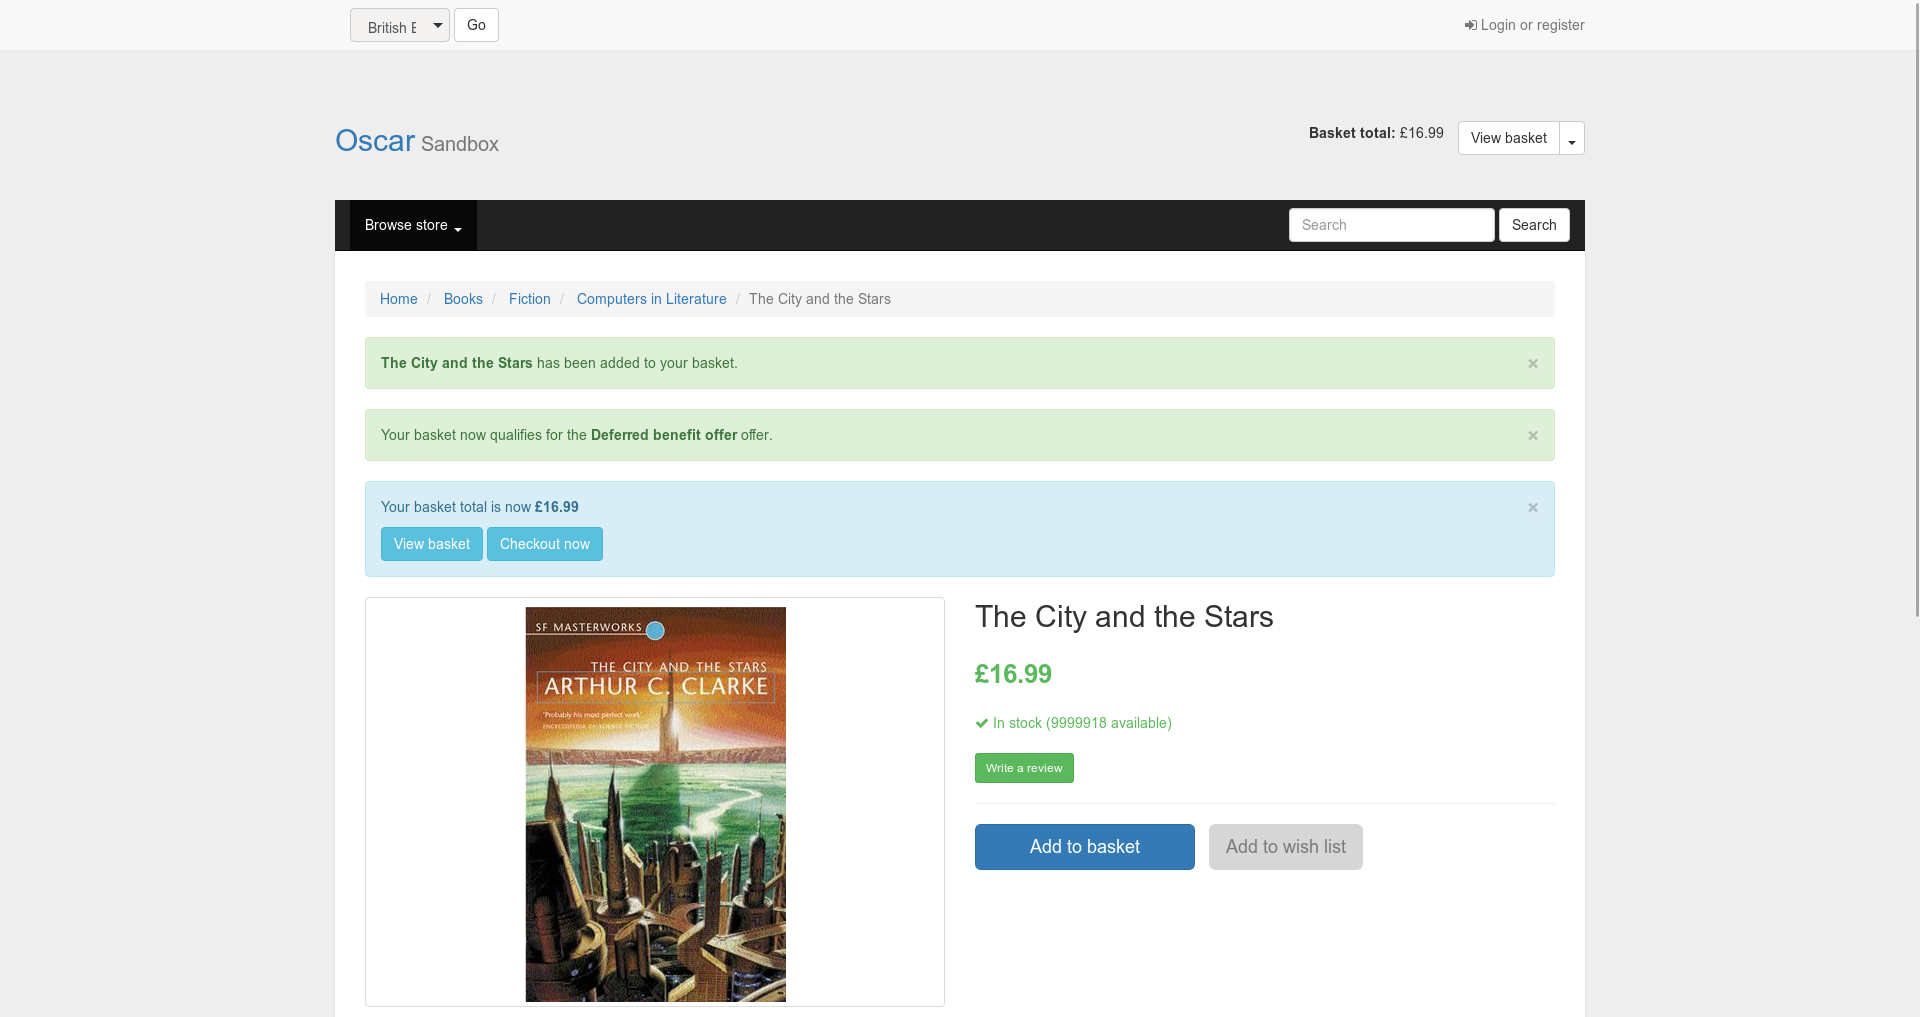 British E
Go
Login or register
Oscar Sandbox
Basket total: £16.99
View basket
Browse store
Search
Search
Home / Books / Fiction / Computers in Literature / The City and the Stars
The City and the Stars has been added to your basket.
×
Your basket now qualifies for the Deferred benefit offer offer.
×
Your basket total is now £16.99
×
View basket
Checkout now
SF MASTERWORKS
THE CITY AND THE STARS
ARTHUR C. CLARKE
'Probably his most perfect work'
ENCYCLOPEDIA OF SCIENCE FICTION
The City and the Stars
£16.99
In stock (9999918 available)
Write a review
Add to basket
Add to wish list